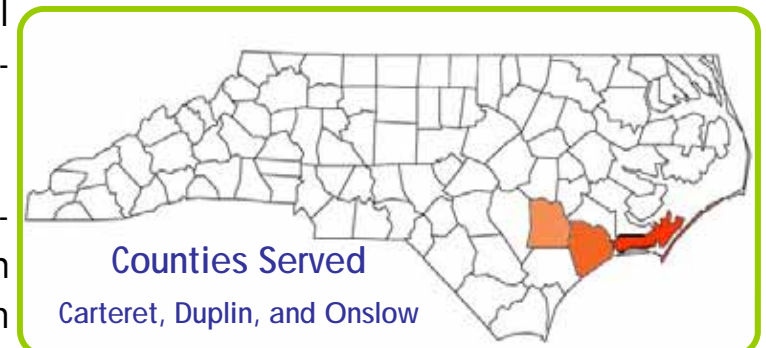 Counties Served
Carteret, Duplin, and Onslow